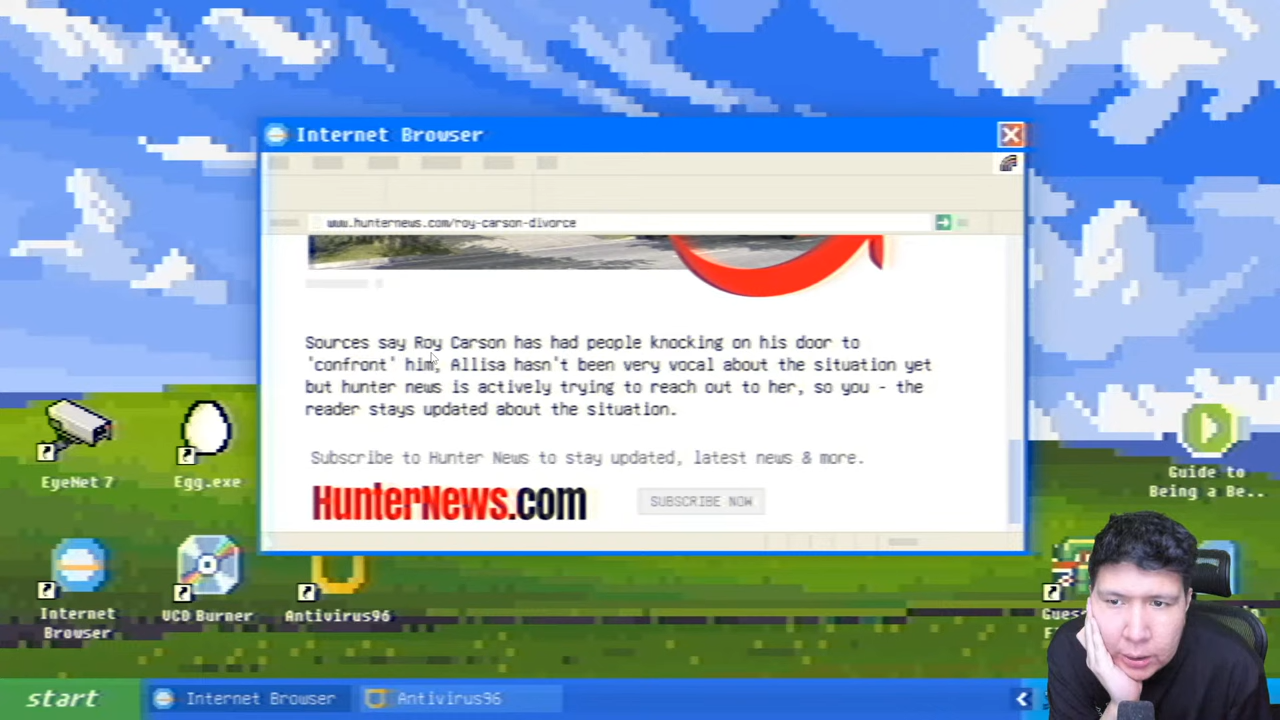 Internet Browser
www.hunternews.com/roy-carson-divorce
Sources say Roy Carson has had people knocking on his door to
'confront' him, Allisa hasn't been very vocal about the situation yet
but hunter news is actively trying to reach out to her, so you - the
reader stays updated about the situation.
Subscribe to Hunter News to stay updated, latest news & more.
HunterNews.com
SUBSCRIBE NOW
EyeNet 7
Egg.exe
Guide to
Being a Be..
Internet
Browser
VCD Burner
Antivirus96
start
Internet Browser
Antivirus96